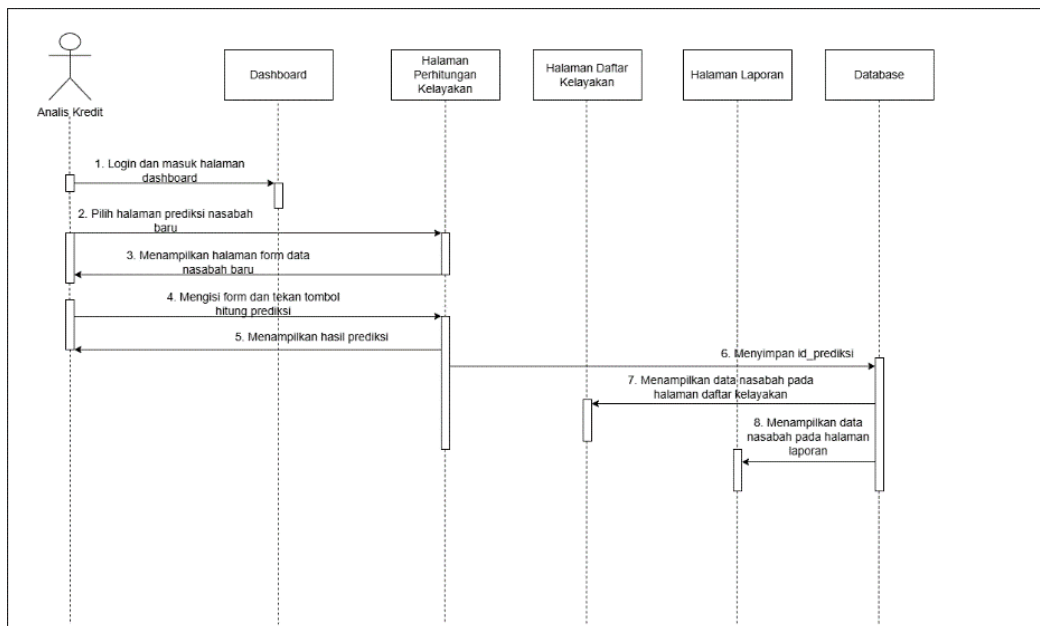 Analis Kredit
Dashboard
Halaman
Perhitungan
Kelayakan
Halaman Daftar
Kelayakan
Halaman Laporan
Database
1. Login dan masuk halaman
dashboard
2. Pilih halaman prediksi nasabah
baru
3. Menampilkan halaman form data
nasabah baru
4. Mengisi form dan tekan tombol
hitung prediksi
5. Menampilkan hasil prediksi
6. Menyimpan id_prediksi
7. Menampilkan data nasabah pada
halaman daftar kelayakan
8. Menampilkan data
nasabah pada halaman
laporan